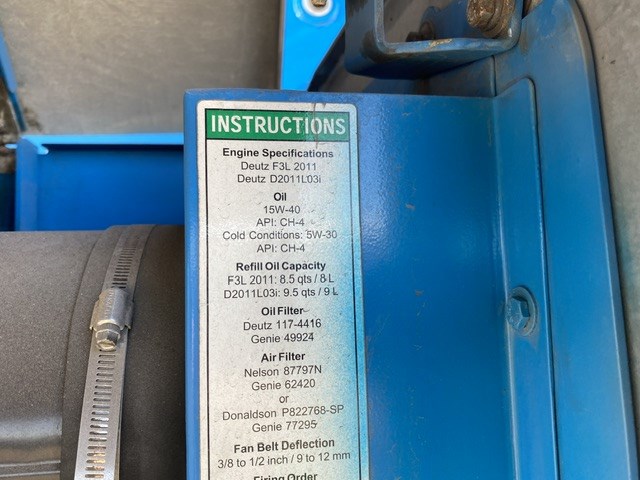 INSTRUCTIONS
Engine Specifications
Deutz F3L 2011
Deutz D2011L03i
Oil
15W-40
API: CH-4
Cold Conditions: 5W-30
API: CH-4
Refill Oil Capacity
F3L 2011: 8.5 qts / 8 L
D2011L03i: 9.5 qts / 9 L
Oil Filter
Deutz 117-4416
Genie 49924
Air Filter
Nelson 87797N
Genie 62420
or
Donaldson P822768-SP
Genie 77295
Fan Belt Deflection
3/8 to 1/2 inch / 9 to 12 mm
Firing Order